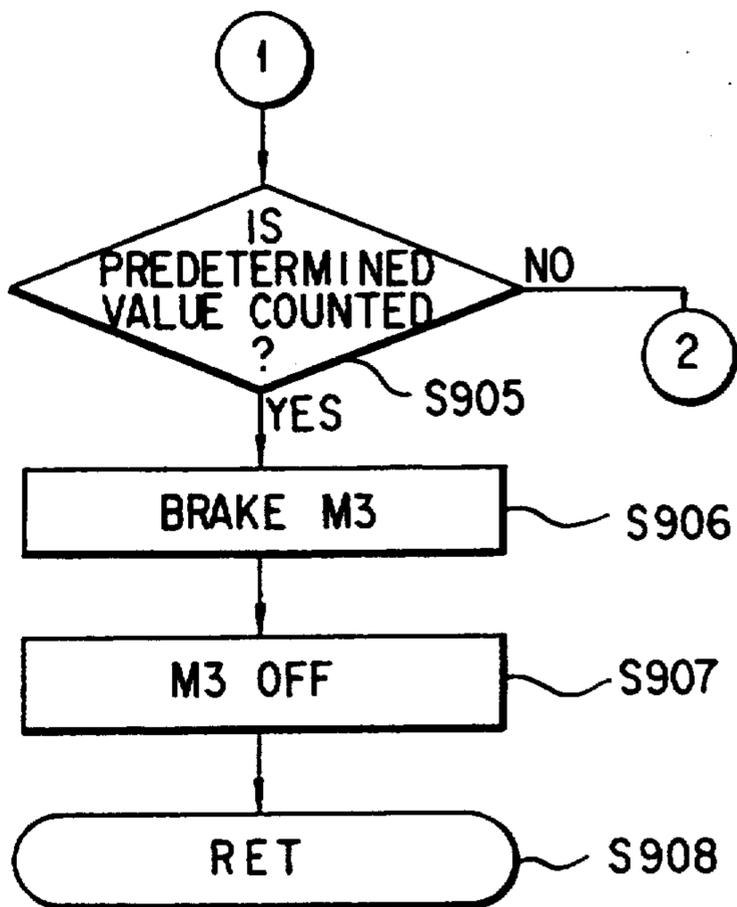 1
IS
PREDETERMINED
VALUE COUNTED
?
NO
2
S905
YES
BRAKE M3
S906
M3 OFF
S907
RET
S908